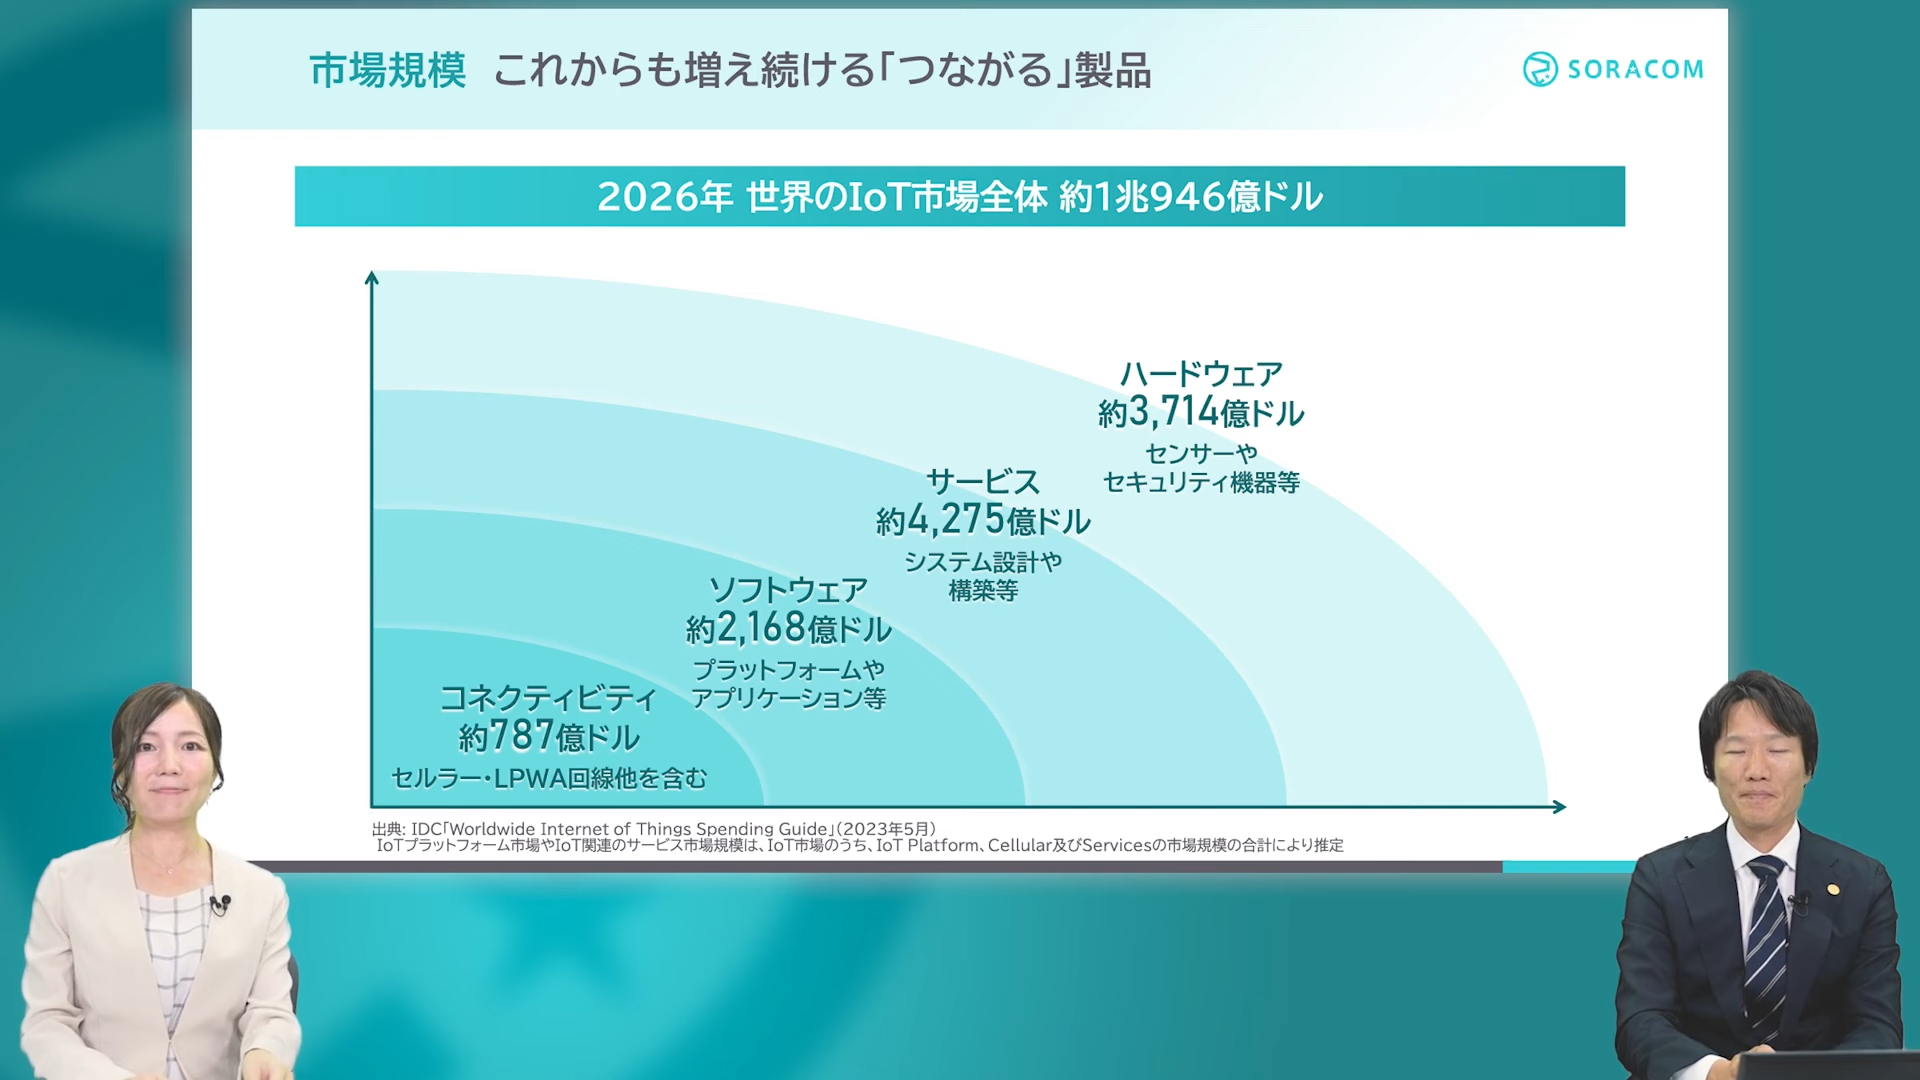 市場規模 これからも増え続ける「つながる」製品
SORACOM
2026年 世界のIoT市場全体 約1兆946億ドル
ハードウェア
約3,714億ドル
センサーや
セキュリティ機器等
サービス
約4,275億ドル
システム設計や
構築等
ソフトウェア
約2,168億ドル
プラットフォームや
アプリケーション等
コネクティビティ
約787億ドル
セルラー・LPWA回線他を含む
出典: IDC「Worldwide Internet of Things Spending Guide」(2023年5月)
IoTプラットフォーム市場やIoT関連のサービス市場規模は、IoT市場のうち、IoT Platform、Cellular及びServicesの市場規模の合計により推定